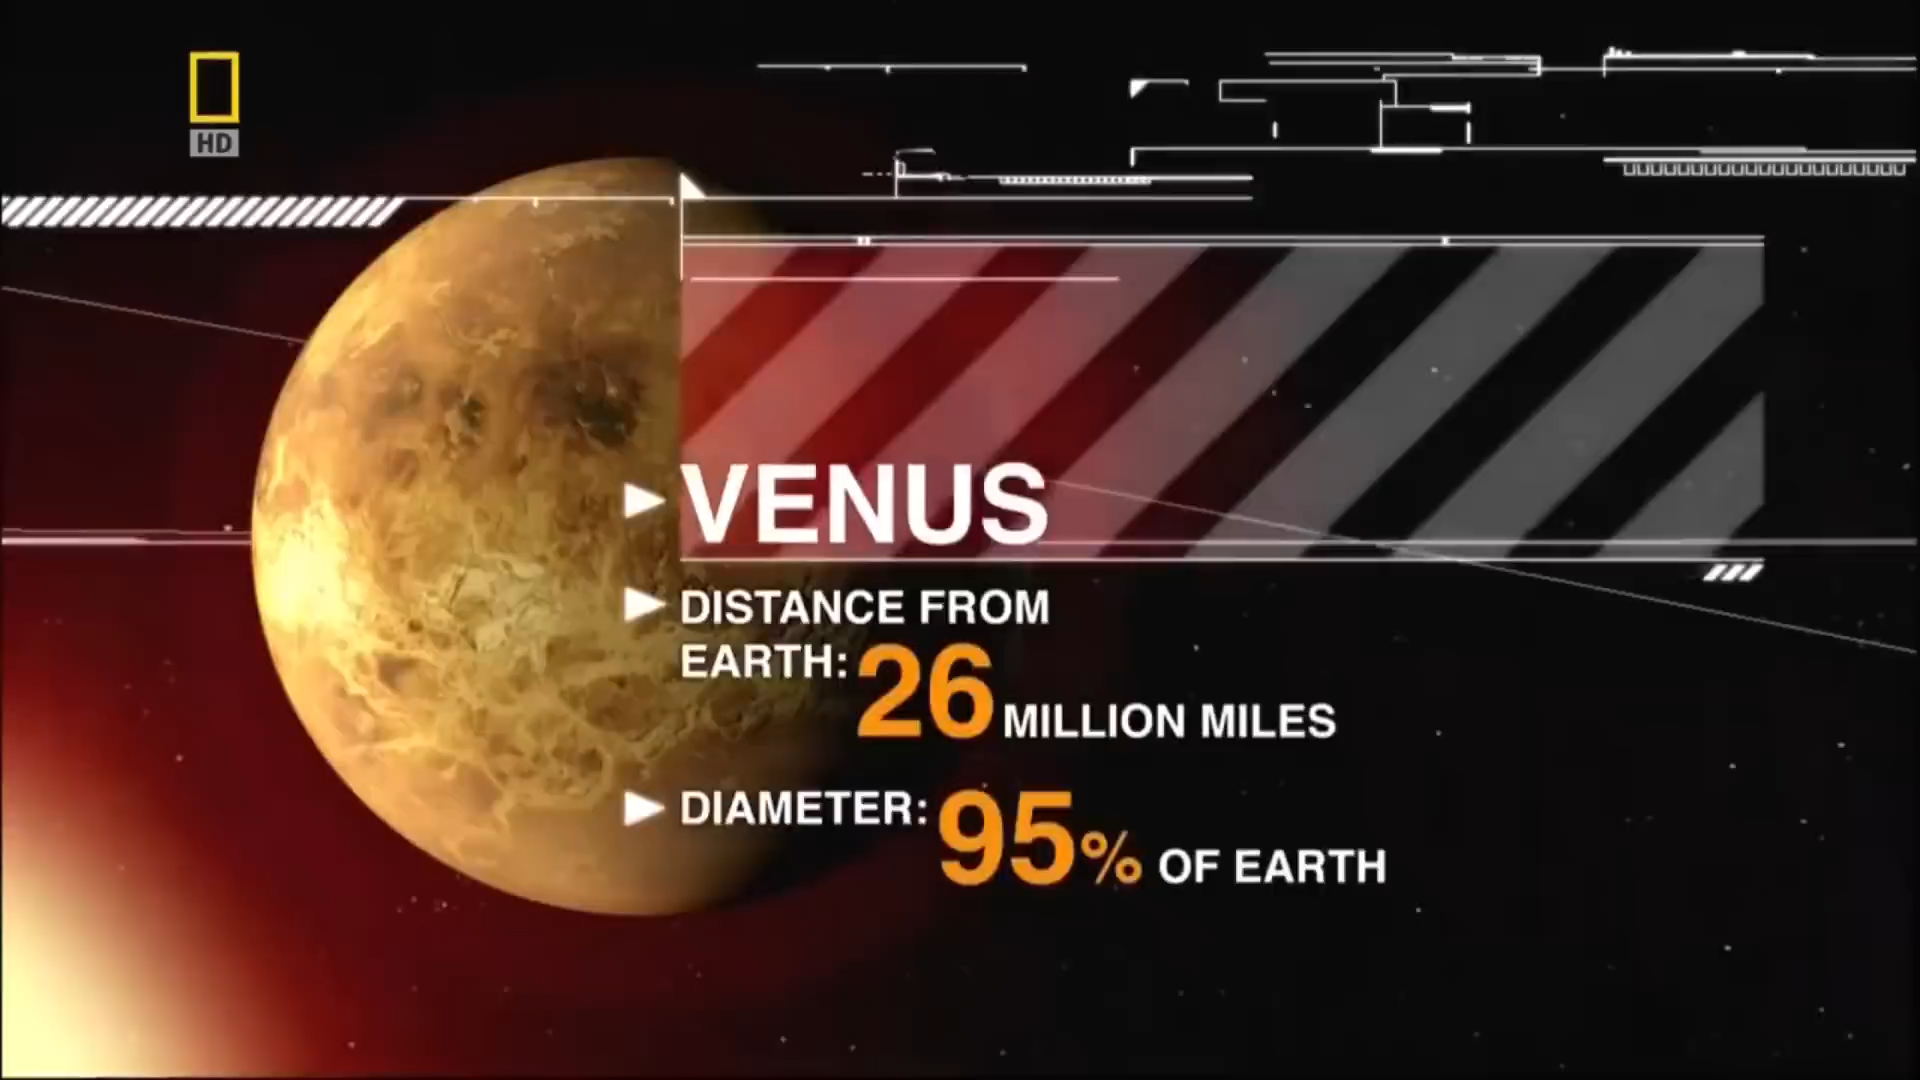 HD
VENUS
DISTANCE FROM
EARTH: 26 MILLION MILES
DIAMETER: 95% OF EARTH